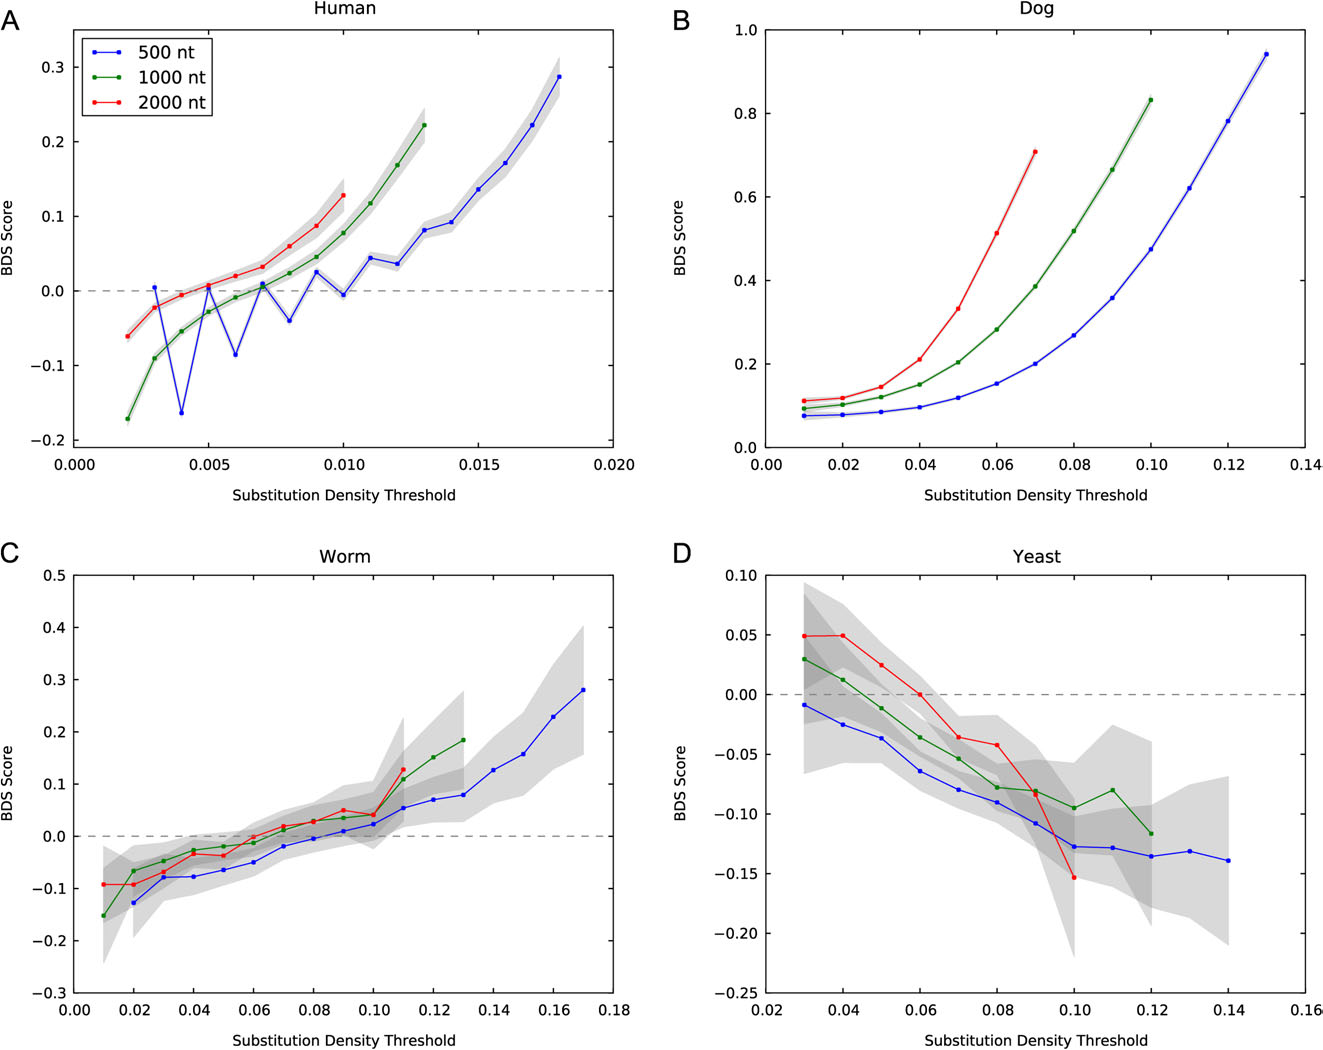 A
Human
500 nt
1000 nt
2000 nt
BDS Score
0.3
0.2
0.1
0.0
−0.1
−0.2
0.000 0.005 0.010 0.015 0.020
Substitution Density Threshold
B
Dog
BDS Score
1.0
0.8
0.6
0.4
0.2
0.0
0.00 0.02 0.04 0.06 0.08 0.10 0.12 0.14
Substitution Density Threshold
C
Worm
BDS Score
0.5
0.4
0.3
0.2
0.1
0.0
−0.1
−0.2
−0.3
0.00 0.02 0.04 0.06 0.08 0.10 0.12 0.14 0.16 0.18
Substitution Density Threshold
D
Yeast
BDS Score
0.10
0.05
0.00
−0.05
−0.10
−0.15
−0.20
−0.25
0.02 0.04 0.06 0.08 0.10 0.12 0.14 0.16
Substitution Density Threshold